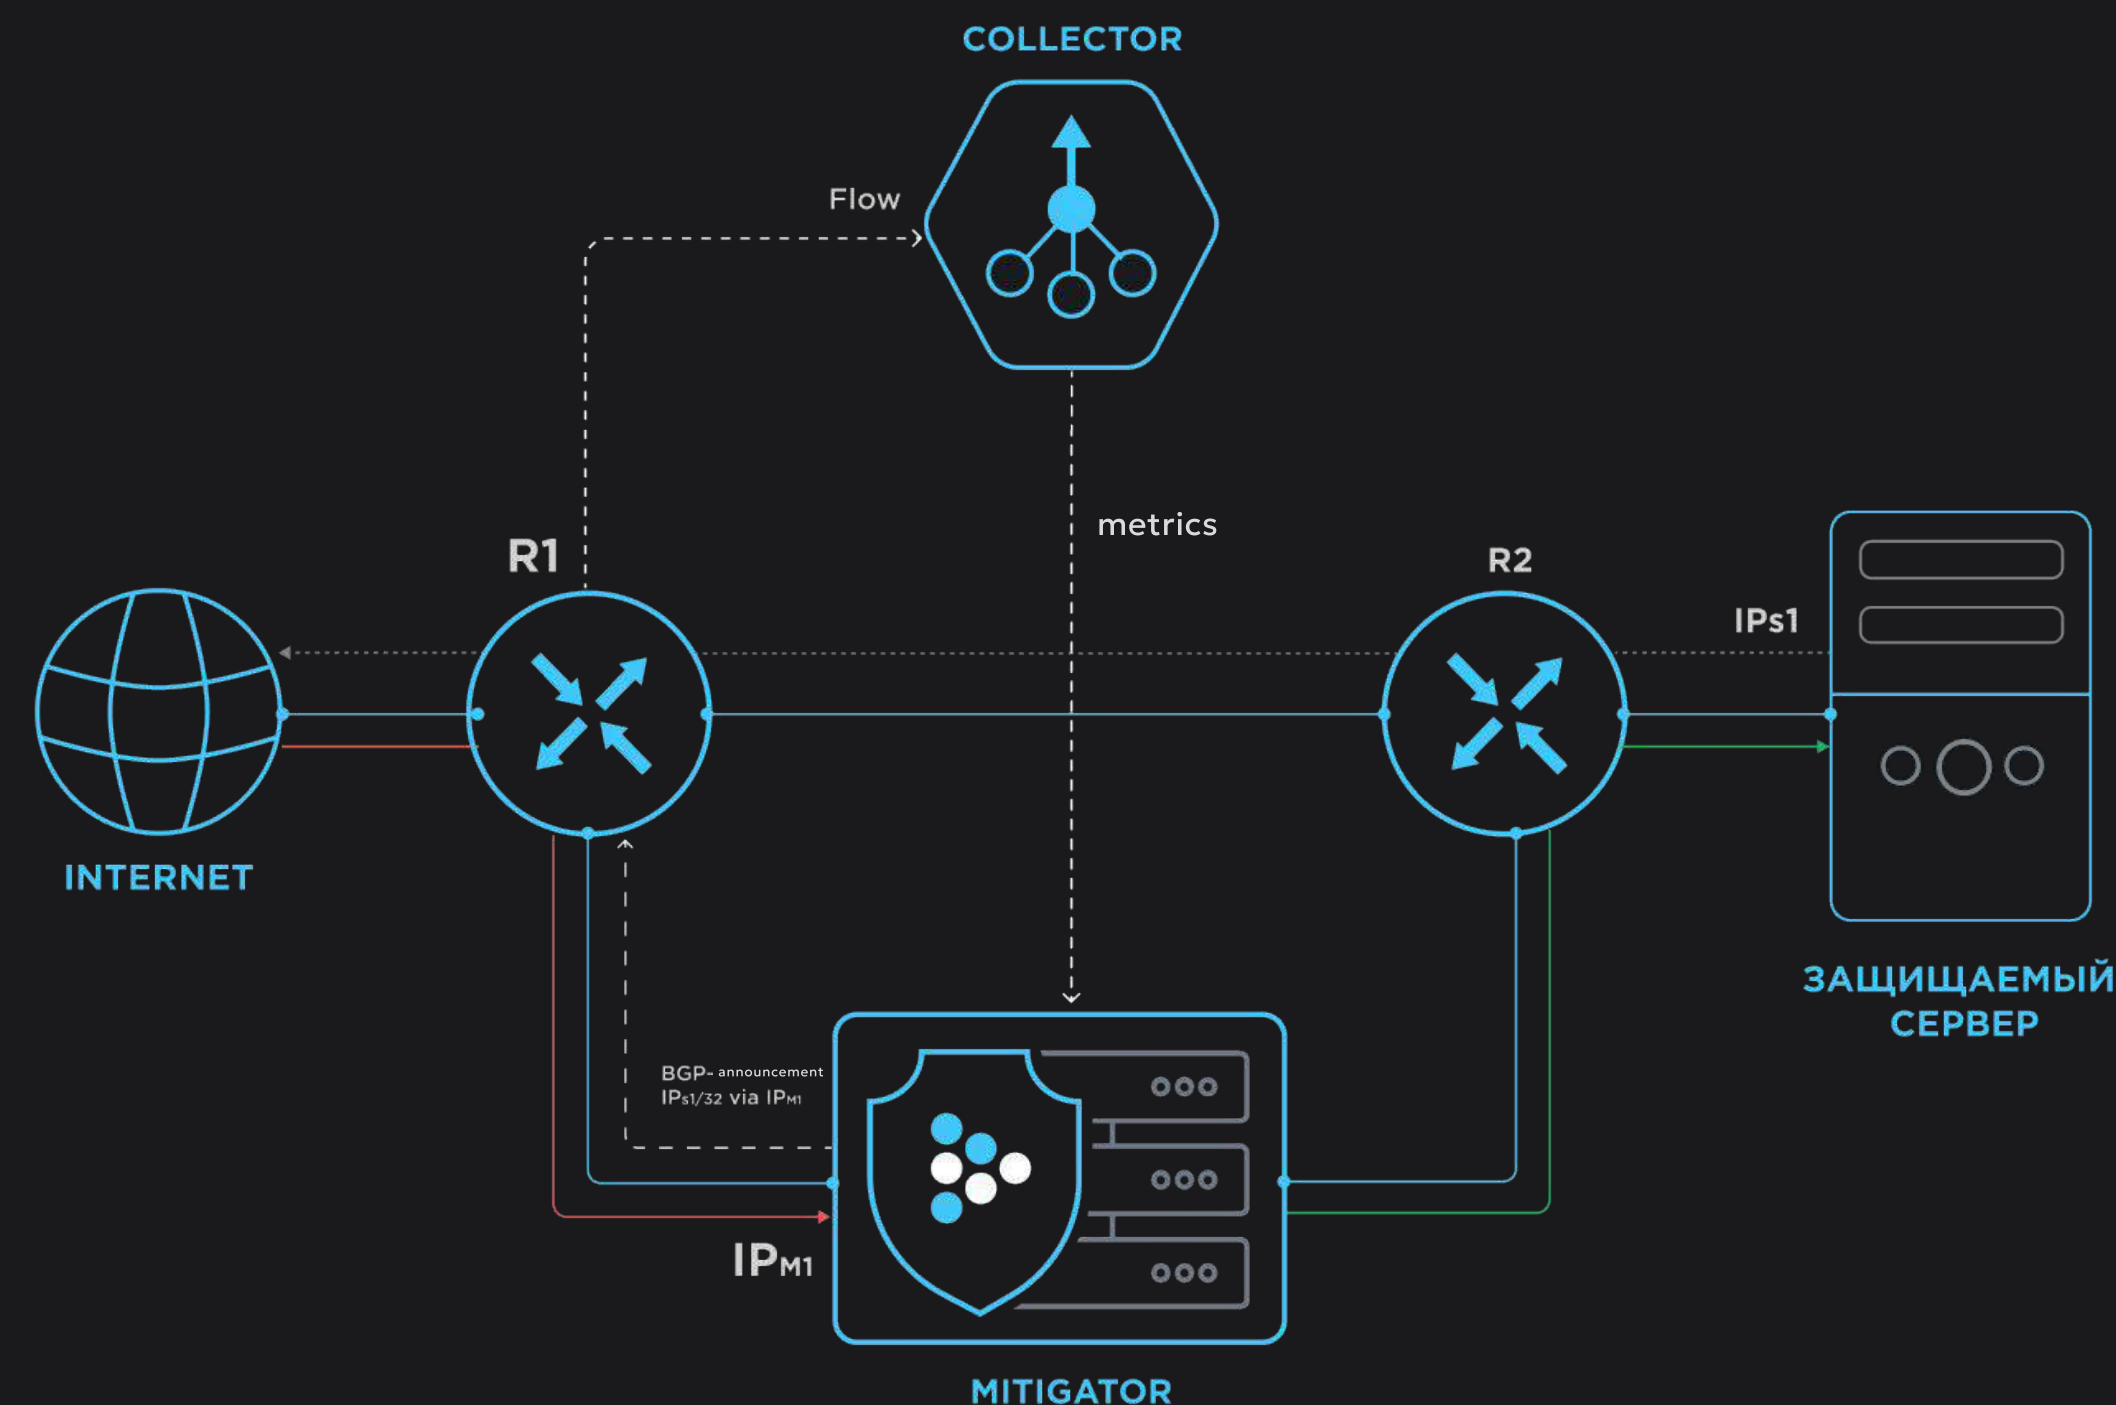 COLLECTOR
Flow
metrics
R1
R2
IPs1
INTERNET
ЗАЩИЩАЕМЫЙ
СЕРВЕР
BGP- announcement
IPs1/32 via IPM1
IPM1
MITIGATOR